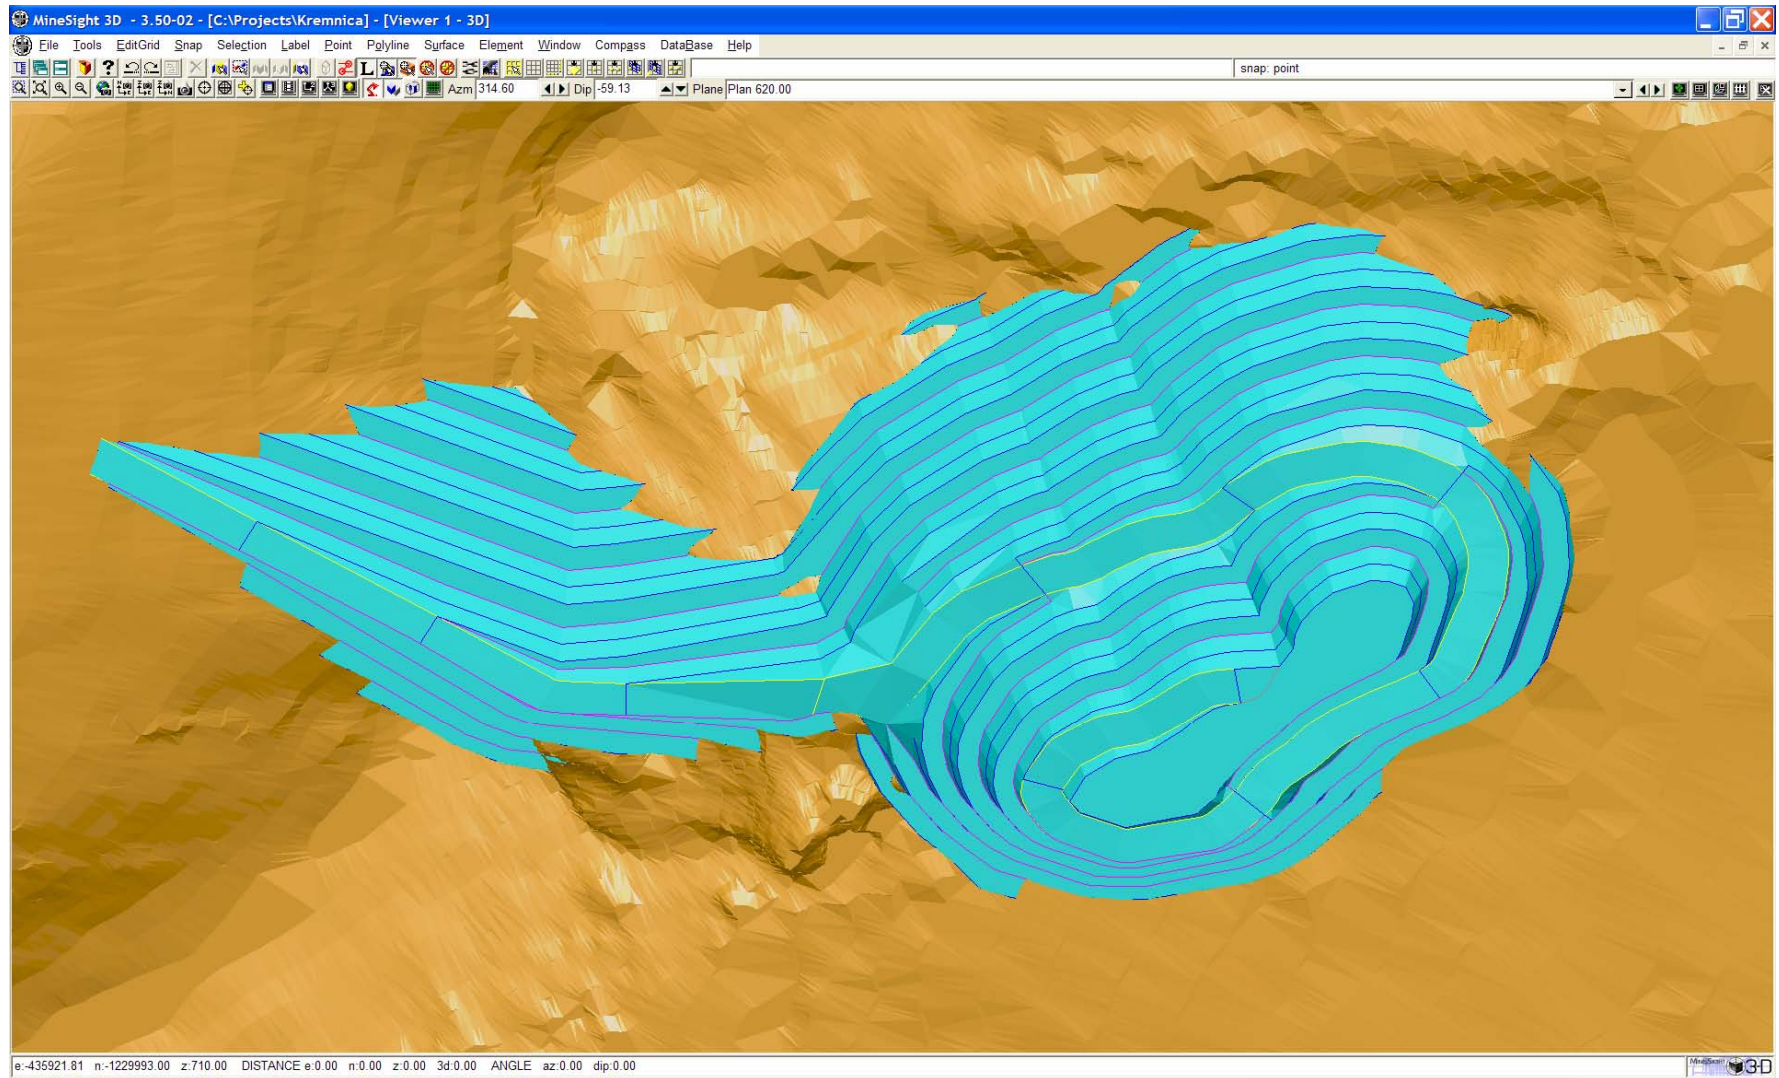 MineSight 3D - 3.50-02 - [C:\Projects\Kremnica] - [Viewer 1 - 3D]
File Tools EditGrid Snap Selection Label Point Polyline Surface Element Window Compass DataBase Help
snap: point
Azm 314.60 Dip -59.13 Plane Plan 620.00
e:-435921.81 n:-1229993.00 z:710.00 DISTANCE e:0.00 n:0.00 z:0.00 3d:0.00 ANGLE az:0.00 dip:0.00
3-D